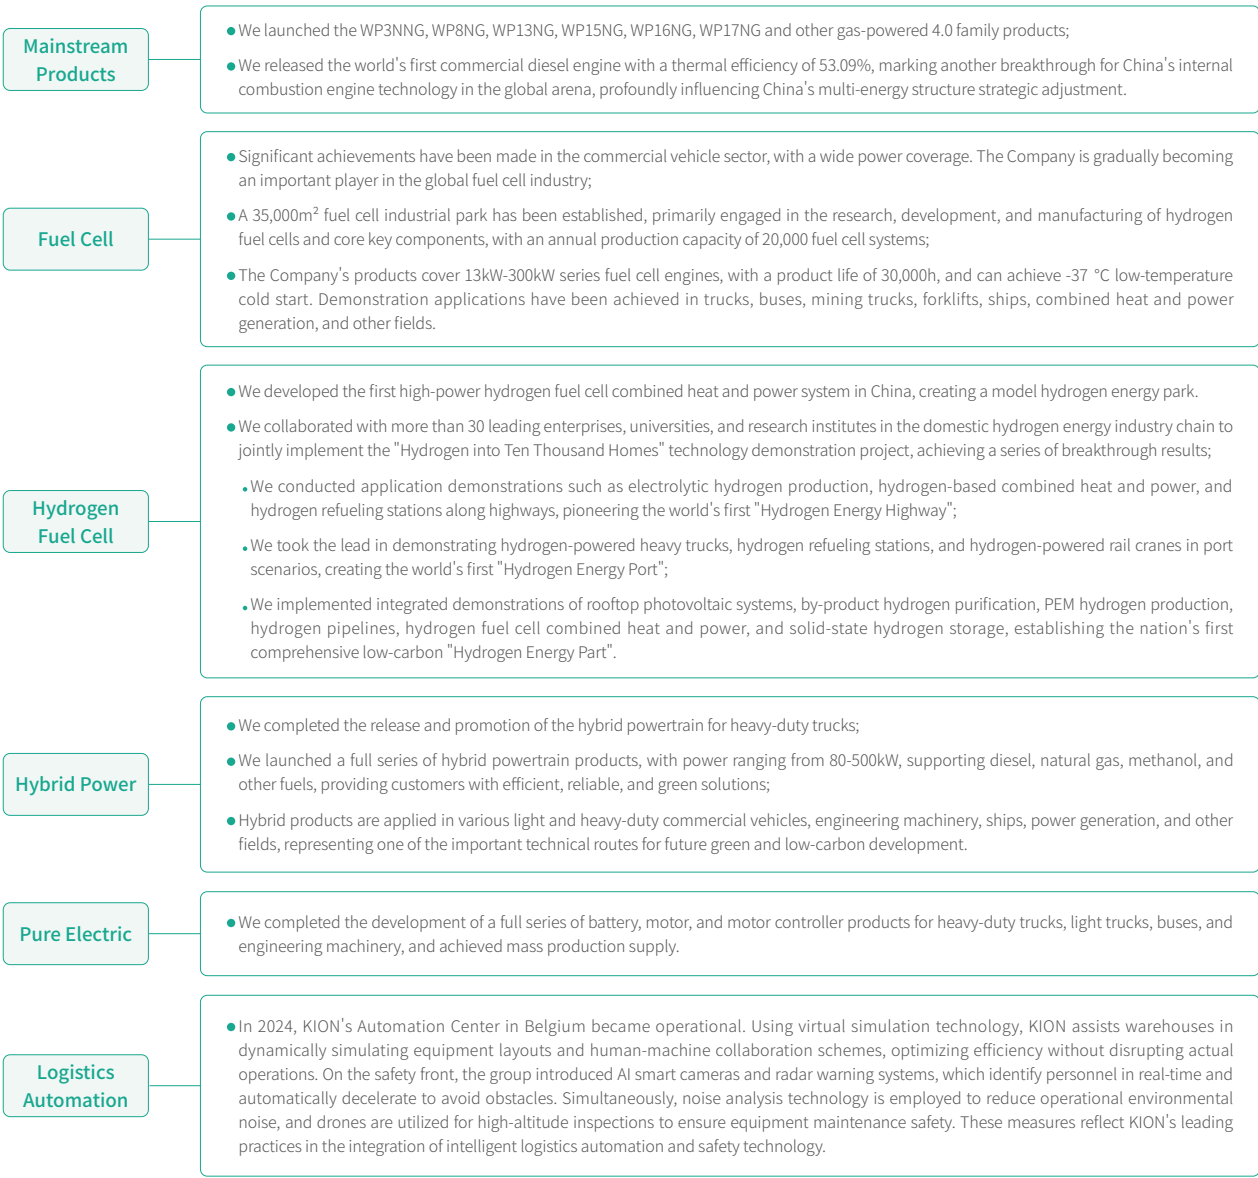 Mainstream
Products
●We launched the WP3NNG, WP8NG, WP13NG, WP15NG, WP16NG, WP17NG and other gas-powered 4.0 family products;
●We released the world's first commercial diesel engine with a thermal efficiency of 53.09%, marking another breakthrough for China's internal
combustion engine technology in the global arena, profoundly influencing China's multi-energy structure strategic adjustment.
Fuel Cell
●Significant achievements have been made in the commercial vehicle sector, with a wide power coverage. The Company is gradually becoming
an important player in the global fuel cell industry;
●A 35,000m² fuel cell industrial park has been established, primarily engaged in the research, development, and manufacturing of hydrogen
fuel cells and core key components, with an annual production capacity of 20,000 fuel cell systems;
●The Company's products cover 13kW-300kW series fuel cell engines, with a product life of 30,000h, and can achieve -37 °C low-temperature
cold start. Demonstration applications have been achieved in trucks, buses, mining trucks, forklifts, ships, combined heat and power
generation, and other fields.
Hydrogen
Fuel Cell
●We developed the first high-power hydrogen fuel cell combined heat and power system in China, creating a model hydrogen energy park.
●We collaborated with more than 30 leading enterprises, universities, and research institutes in the domestic hydrogen energy industry chain to
jointly implement the "Hydrogen into Ten Thousand Homes" technology demonstration project, achieving a series of breakthrough results;
•We conducted application demonstrations such as electrolytic hydrogen production, hydrogen-based combined heat and power, and
hydrogen refueling stations along highways, pioneering the world's first "Hydrogen Energy Highway";
•We took the lead in demonstrating hydrogen-powered heavy trucks, hydrogen refueling stations, and hydrogen-powered rail cranes in port
scenarios, creating the world's first "Hydrogen Energy Port";
•We implemented integrated demonstrations of rooftop photovoltaic systems, by-product hydrogen purification, PEM hydrogen production,
hydrogen pipelines, hydrogen fuel cell combined heat and power, and solid-state hydrogen storage, establishing the nation's first
comprehensive low-carbon "Hydrogen Energy Part".
Hybrid Power
●We completed the release and promotion of the hybrid powertrain for heavy-duty trucks;
●We launched a full series of hybrid powertrain products, with power ranging from 80-500kW, supporting diesel, natural gas, methanol, and
other fuels, providing customers with efficient, reliable, and green solutions;
●Hybrid products are applied in various light and heavy-duty commercial vehicles, engineering machinery, ships, power generation, and other
fields, representing one of the important technical routes for future green and low-carbon development.
Pure Electric
●We completed the development of a full series of battery, motor, and motor controller products for heavy-duty trucks, light trucks, buses, and
engineering machinery, and achieved mass production supply.
Logistics
Automation
●In 2024, KION's Automation Center in Belgium became operational. Using virtual simulation technology, KION assists warehouses in
dynamically simulating equipment layouts and human-machine collaboration schemes, optimizing efficiency without disrupting actual
operations. On the safety front, the group introduced AI smart cameras and radar warning systems, which identify personnel in real-time and
automatically decelerate to avoid obstacles. Simultaneously, noise analysis technology is employed to reduce operational environmental
noise, and drones are utilized for high-altitude inspections to ensure equipment maintenance safety. These measures reflect KION's leading
practices in the integration of intelligent logistics automation and safety technology.